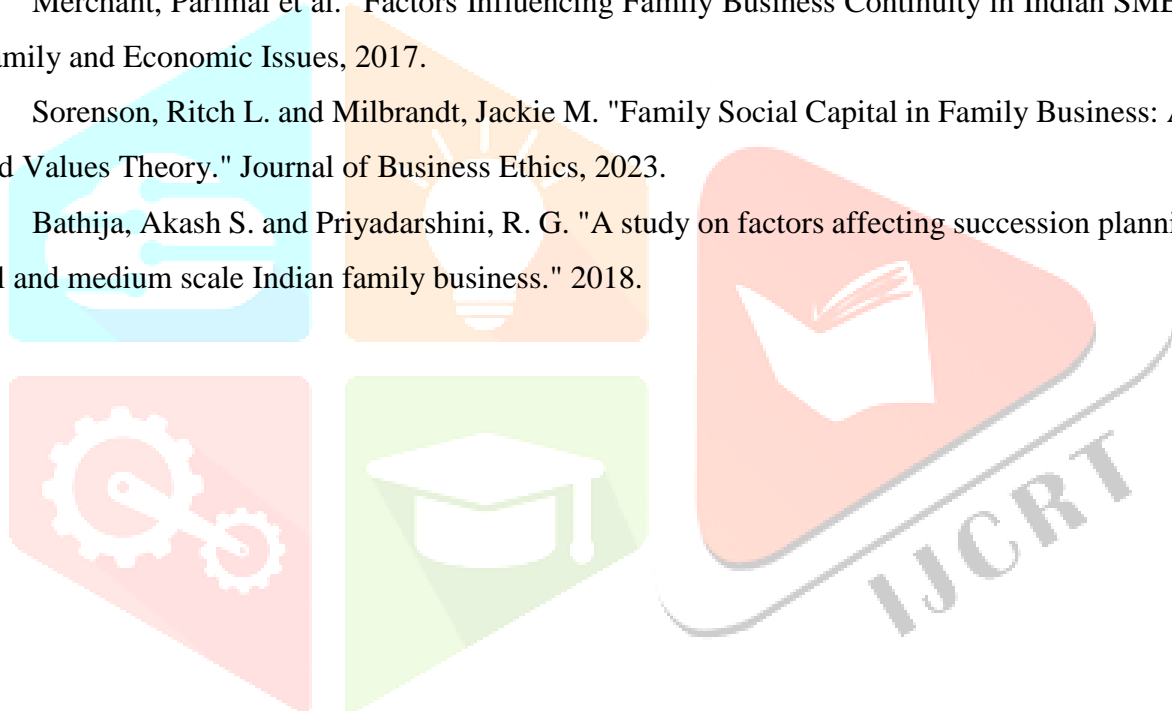 Merchant, Parimal et al. "Factors Influencing Family Business Continuity in Indian SME
amily and Economic Issues, 2017.
Sorenson, Ritch L. and Milbrandt, Jackie M. "Family Social Capital in Family Business: A
d Values Theory." Journal of Business Ethics, 2023.
Bathija, Akash S. and Priyadarshini, R. G. "A study on factors affecting succession planni
l and medium scale Indian family business." 2018.
IJCRT